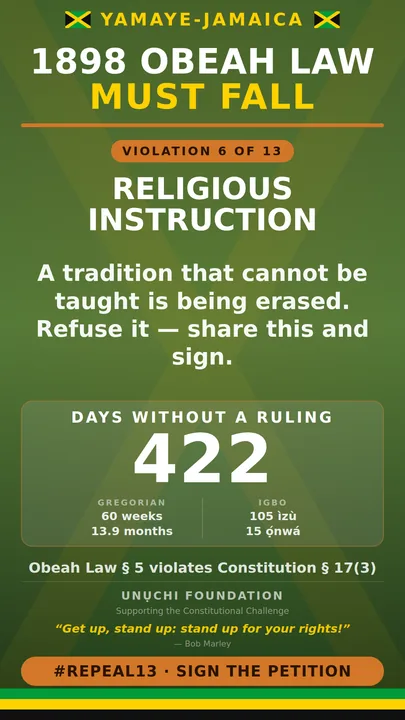 YAMAYE-JAMAICA
1898 OBEAH LAW
MUST FALL
VIOLATION 6 OF 13
RELIGIOUS
INSTRUCTION
A tradition that cannot be
taught is being erased.
Refuse it — share this and
sign.
DAYS WITHOUT A RULING
422
GREGORIAN
60 weeks
13.9 months
IGBO
105 ìzù
15 ọ́nwá
Obeah Law § 5 violates Constitution § 17(3)
UNỤCHI FOUNDATION
Supporting the Constitutional Challenge
“Get up, stand up: stand up for your rights!”
— Bob Marley
#REPEAL13 · SIGN THE PETITION